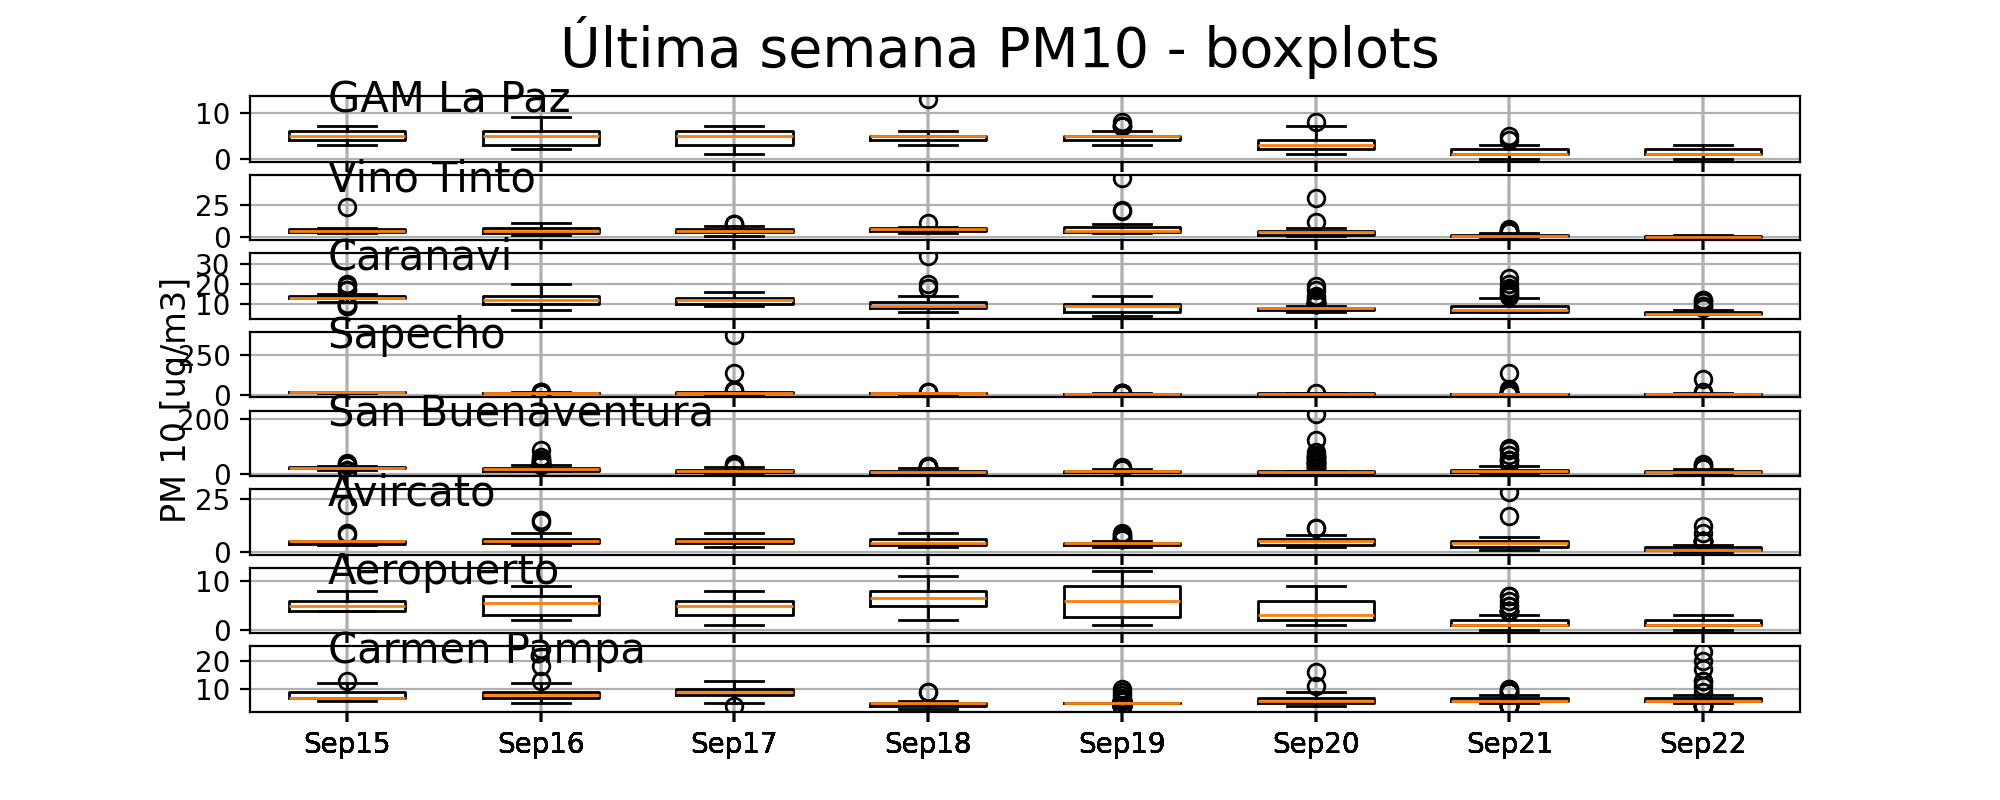 Última semana PM10 - boxplots
GAM La Paz
10
0
Vino Tinto
25
0
Caranavi
30
20
10
Sapecho
250
0
San Buenaventura
200
0
Avircato
25
0
Aeropuerto
10
0
Carmen Pampa
20
10
PM 10 [ug/m3]
Sep15 Sep16 Sep17 Sep18 Sep19 Sep20 Sep21 Sep22